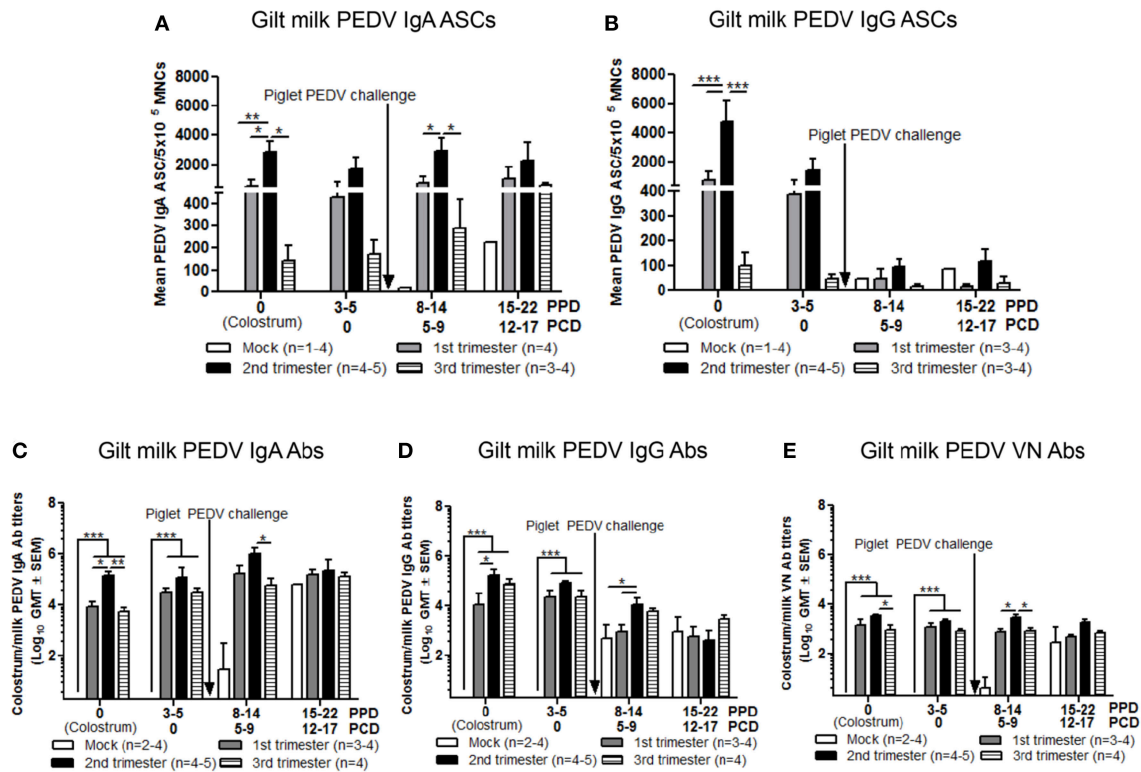 A Gilt milk PEDV IgA ASCs
Mean PEDV IgA ASC/5x10 5 MNCs
8000
6000
4000
2000
400
300
200
100
0
Piglet PEDV challenge
** * *
* *
0 3-5 8-14 15-22 PPD
(Colostrum) 0 5-9 12-17 PCD
Mock (n=1-4) 1st trimester (n=4)
2nd trimester (n=4-5) 3rd trimester (n=3-4)
B Gilt milk PEDV IgG ASCs
Mean PEDV IgG ASC/5x10 5 MNCs
8000
6000
4000
2000
400
300
200
100
0
Piglet PEDV challenge
*** ***
0 3-5 8-14 15-22 PPD
(Colostrum) 0 5-9 12-17 PCD
Mock (n=1-4) 1st trimester (n=3-4)
2nd trimester (n=4-5) 3rd trimester (n=3-4)
C Gilt milk PEDV IgA Abs
Colostrum/milk PEDV IgA Ab titers
(Log10 GMT ± SEM)
8
6
4
2
Piglet PEDV challenge
*** * **
***
*
0 3-5 8-14 15-22 PPD
(Colostrum) 0 5-9 12-17 PCD
Mock (n=2-4) 1st trimester (n=3-4)
2nd trimester (n=4-5) 3rd trimester (n=4)
D Gilt milk PEDV IgG Abs
Colostrum/milk PEDV IgG Ab titers
(Log10 GMT ± SEM)
8
6
4
2
Piglet PEDV challenge
*** *
***
*
0 3-5 8-14 15-22 PPD
(Colostrum) 0 5-9 12-17 PCD
Mock (n=2-4) 1st trimester (n=3-4)
2nd trimester (n=4-5) 3rd trimester (n=4)
E Gilt milk PEDV VN Abs
Colostrum/milk VN Ab titers
(Log10 GMT ± SEM)
8
6
4
2
Piglet PEDV challenge
*** *
***
* *
0 3-5 8-14 15-22 PPD
(Colostrum) 0 5-9 12-17 PCD
Mock (n=2-4) 1st trimester (n=3-4)
2nd trimester (n=4-5) 3rd trimester (n=4)